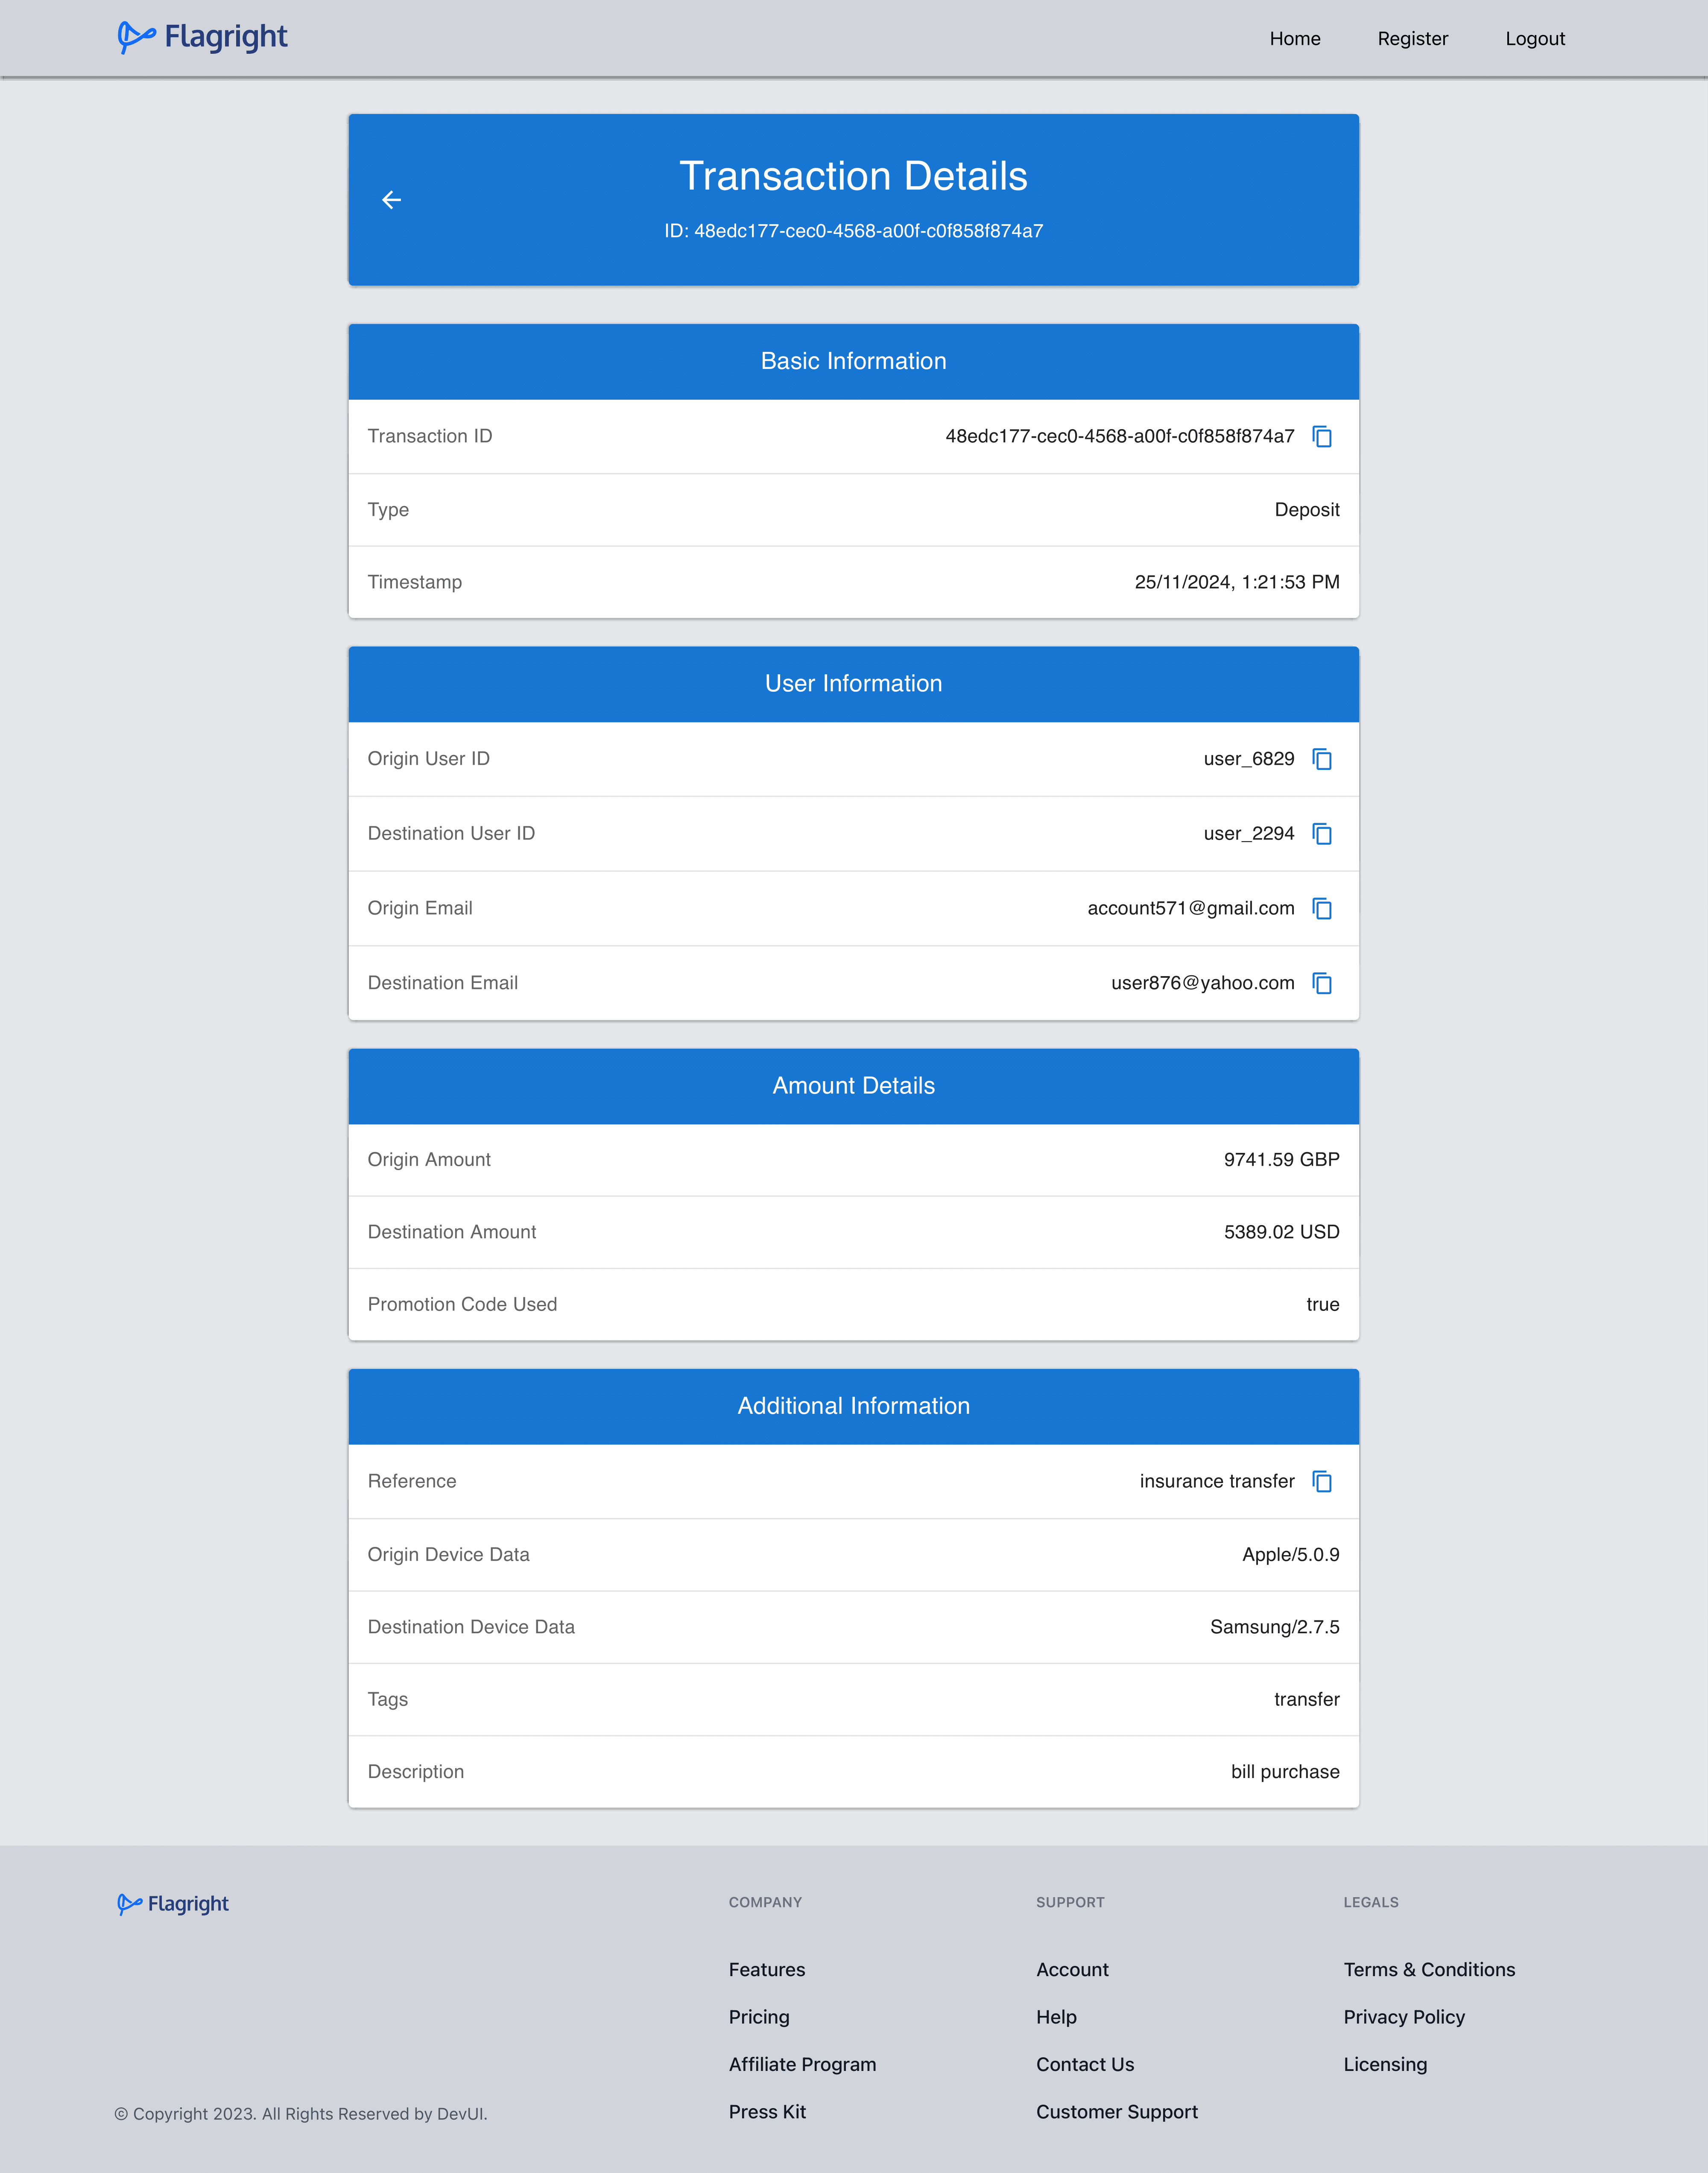 Flagright
Home Register Logout
Transaction Details
ID: 48edc177-cec0-4568-a00f-c0f858f874a7
Basic Information
Transaction ID 48edc177-cec0-4568-a00f-c0f858f874a7
Type Deposit
Timestamp 25/11/2024, 1:21:53 PM
User Information
Origin User ID user_6829
Destination User ID user_2294
Origin Email account571@gmail.com
Destination Email user876@yahoo.com
Amount Details
Origin Amount 9741.59 GBP
Destination Amount 5389.02 USD
Promotion Code Used true
Additional Information
Reference insurance transfer
Origin Device Data Apple/5.0.9
Destination Device Data Samsung/2.7.5
Tags transfer
Description bill purchase
Flagright
© Copyright 2023. All Rights Reserved by DevUI.
COMPANY
Features
Pricing
Affiliate Program
Press Kit
SUPPORT
Account
Help
Contact Us
Customer Support
LEGALS
Terms & Conditions
Privacy Policy
Licensing